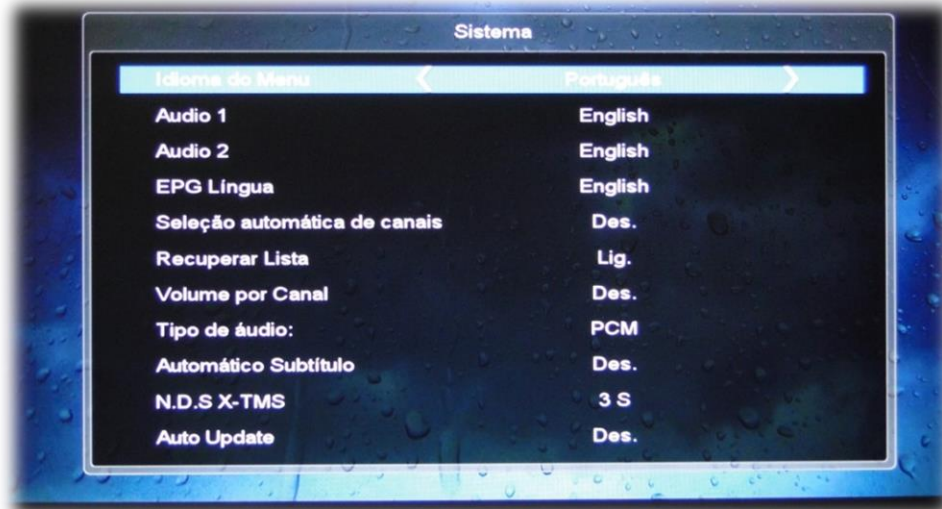 Sistema
Idioma do Menu Português
Audio 1 English
Audio 2 English
EPG Língua English
Seleção automática de canais Des.
Recuperar Lista Lig.
Volume por Canal Des.
Tipo de áudio: PCM
Automático Subtítulo Des.
N.D.S X-TMS 3 S
Auto Update Des.